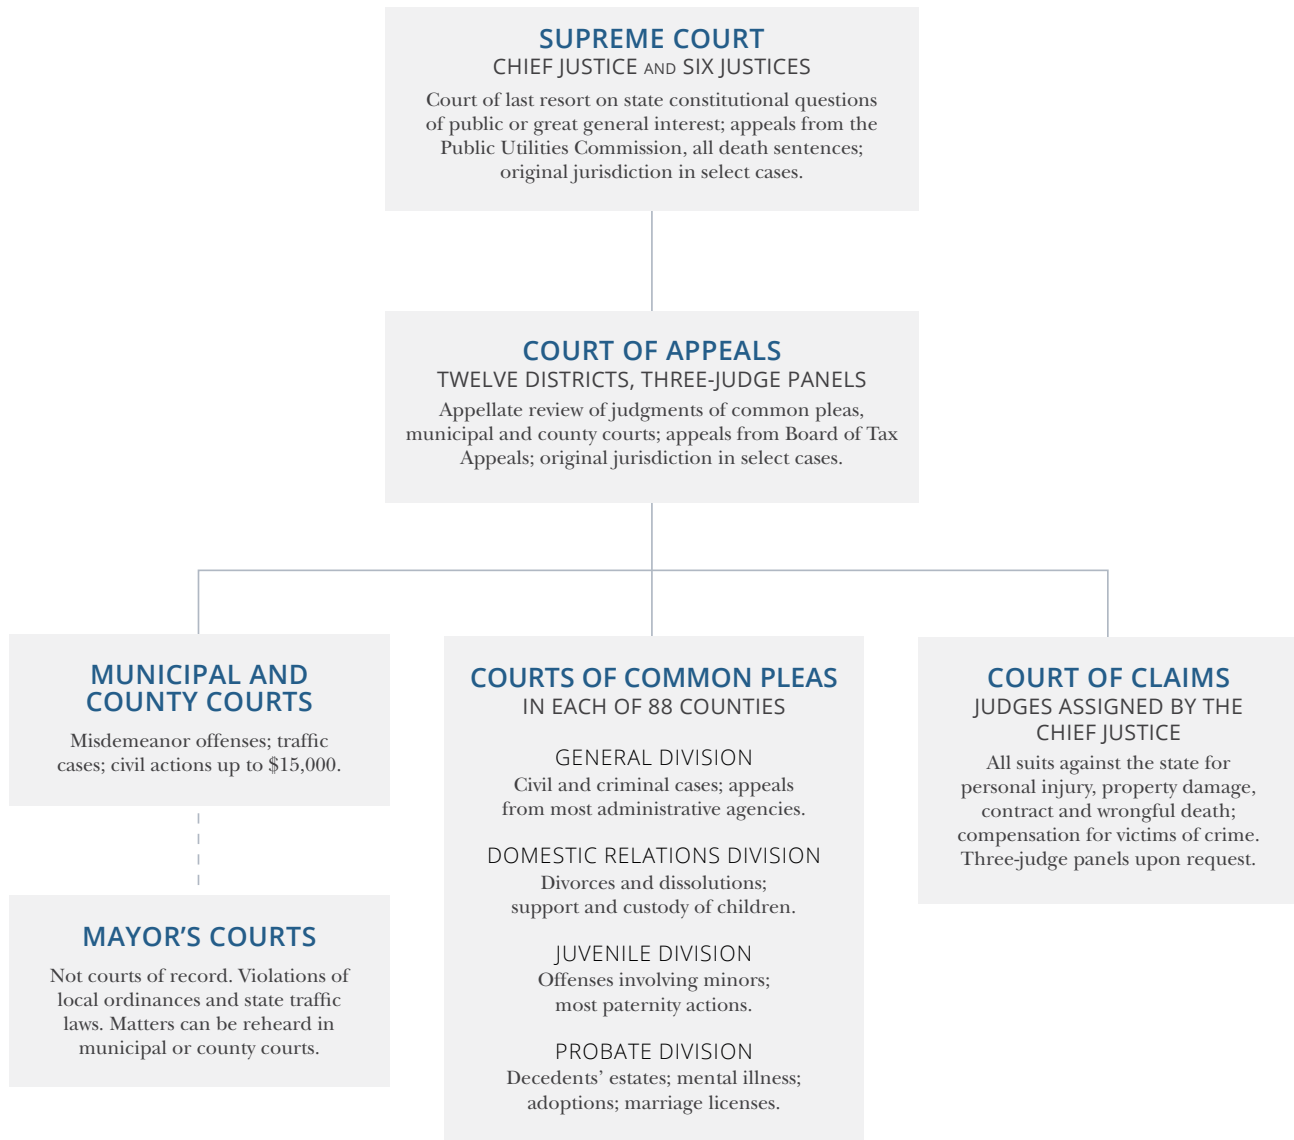 SUPREME COURT
CHIEF JUSTICE AND SIX JUSTICES
Court of last resort on state constitutional questions
of public or great general interest; appeals from the
Public Utilities Commission, all death sentences;
original jurisdiction in select cases.
COURT OF APPEALS
TWELVE DISTRICTS, THREE-JUDGE PANELS
Appellate review of judgments of common pleas,
municipal and county courts; appeals from Board of Tax
Appeals; original jurisdiction in select cases.
MUNICIPAL AND
COUNTY COURTS
Misdemeanor offenses; traffic
cases; civil actions up to $15,000.
MAYOR’S COURTS
Not courts of record. Violations of
local ordinances and state traffic
laws. Matters can be reheard in
municipal or county courts.
COURTS OF COMMON PLEAS
IN EACH OF 88 COUNTIES
GENERAL DIVISION
Civil and criminal cases; appeals
from most administrative agencies.
DOMESTIC RELATIONS DIVISION
Divorces and dissolutions;
support and custody of children.
JUVENILE DIVISION
Offenses involving minors;
most paternity actions.
PROBATE DIVISION
Decedents’ estates; mental illness;
adoptions; marriage licenses.
COURT OF CLAIMS
JUDGES ASSIGNED BY THE
CHIEF JUSTICE
All suits against the state for
personal injury, property damage,
contract and wrongful death;
compensation for victims of crime.
Three-judge panels upon request.